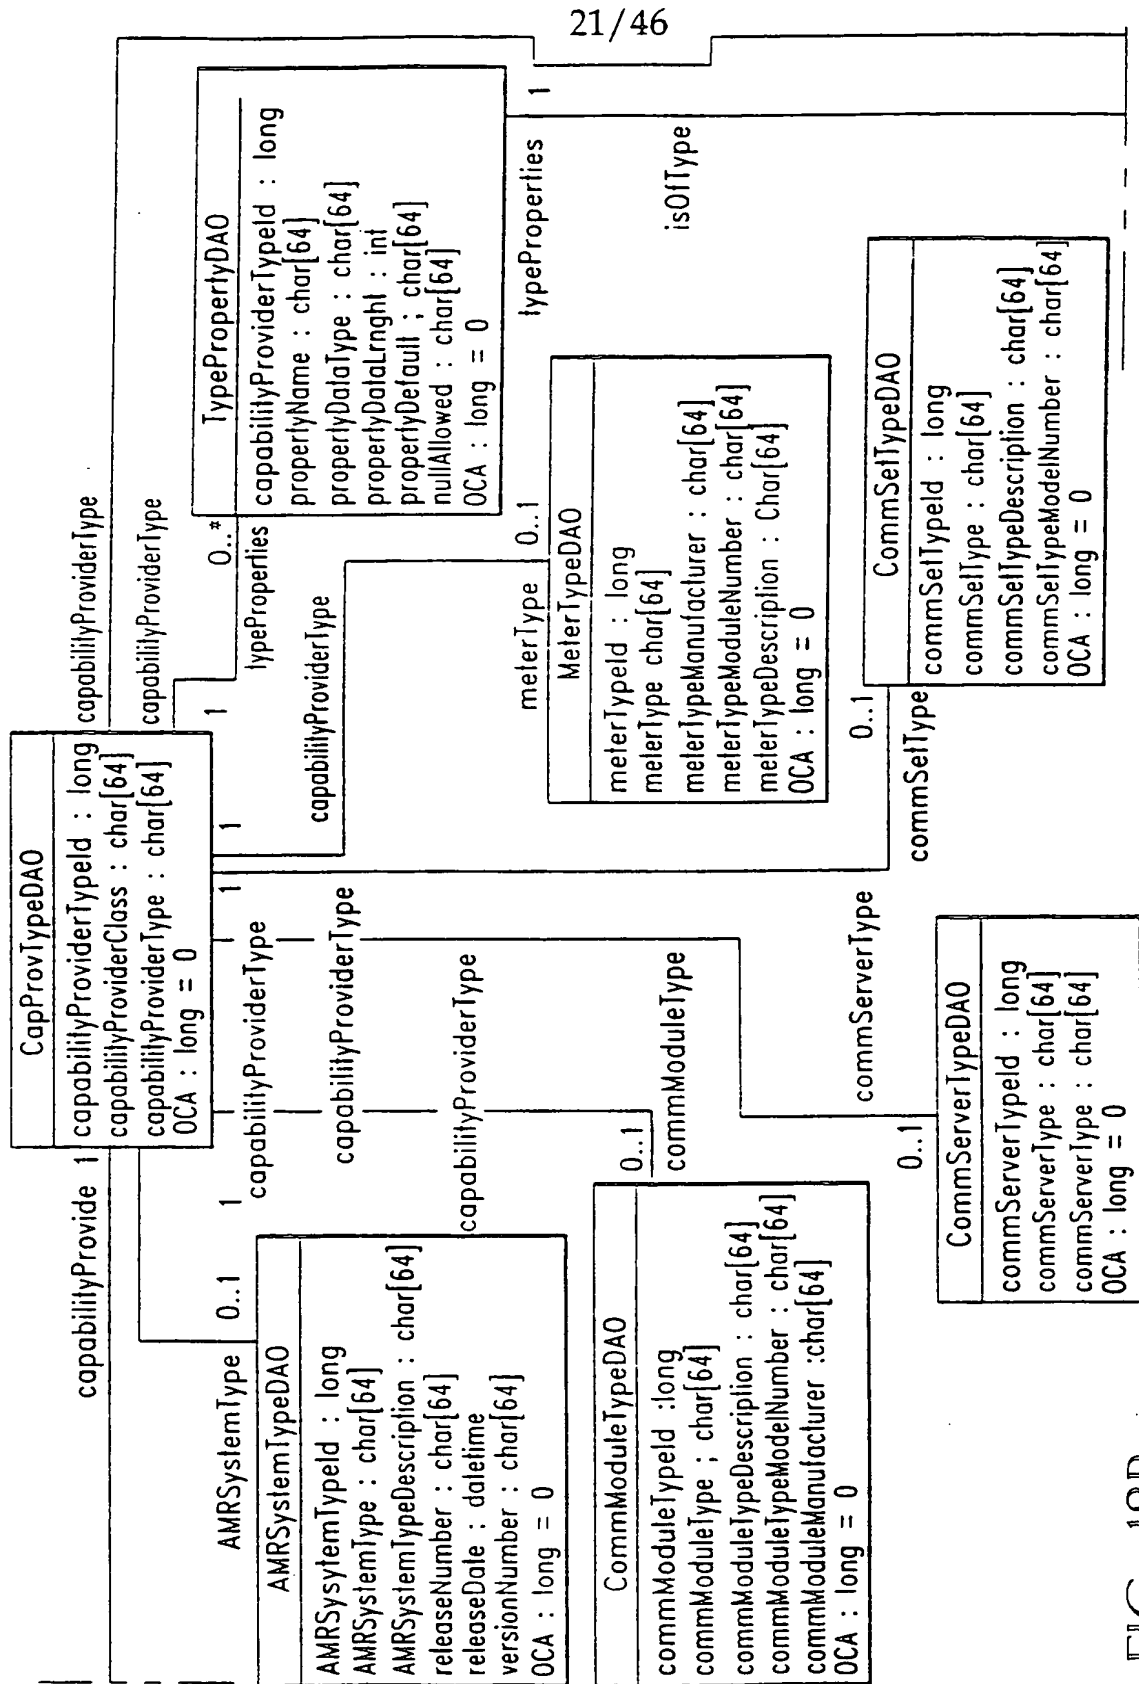 21/46
CapProvTypeDAO
capabilityProviderTypeId : long
capabilityProviderClass : char[64]
capabilityProviderType : char[64]
OCA : long = 0
capabilityProvide 1
capabilityProviderType
capabilityProviderType
1
0..*
typeProperties
TypePropertyDAO
capabilityProviderTypeId : long
propertyName : char[64]
propertyDataType : char[64]
propertyDataLrnght : int
propertyDefault ; char[64]
nullAllowed : char[64]
OCA : long = 0
typeProperties
1
isOfType
1
capabilityProviderType
meterType
0..1
MeterTypeDAO
meterTypeId : long
meterType char[64]
meterTypeManufacturer : char[64]
meterTypeModuleNumber : char[64]
meterTypeDescription : Char[64]
OCA : long = 0
1
commSetType
0..1
CommSetTypeDAO
commSetTypeId : long
commSetType : char[64]
commSetTypeDescription : char[64]
commSetTypeModelNumber : char[64]
OCA : long = 0
AMRSystemType
0..1
1
capabilityProviderType
AMRSystemTypeDAO
AMRSysytemTypeId : long
AMRSystemType : char[64]
AMRSystemTypeDescription : char[64]
releaseNumber : char[64]
releaseDate : datetime
versionNumber : char[64]
OCA : long = 0
capabilityProviderType
capabilityProviderType
0..1
commModuleType
CommModuleTypeDAO
commModuleTypeId :long
commModuleType ; char[64]
commModuleTypeDescription : char[64]
commModuleTypeModelNumber : char[64]
commModuleManufacturer :char[64]
OCA : long = 0
commServerType
0..1
CommServerTypeDAO
commServerTypeId : long
commServerType : char[64]
commServerType : char[64]
OCA : long = 0
FIG. 18B